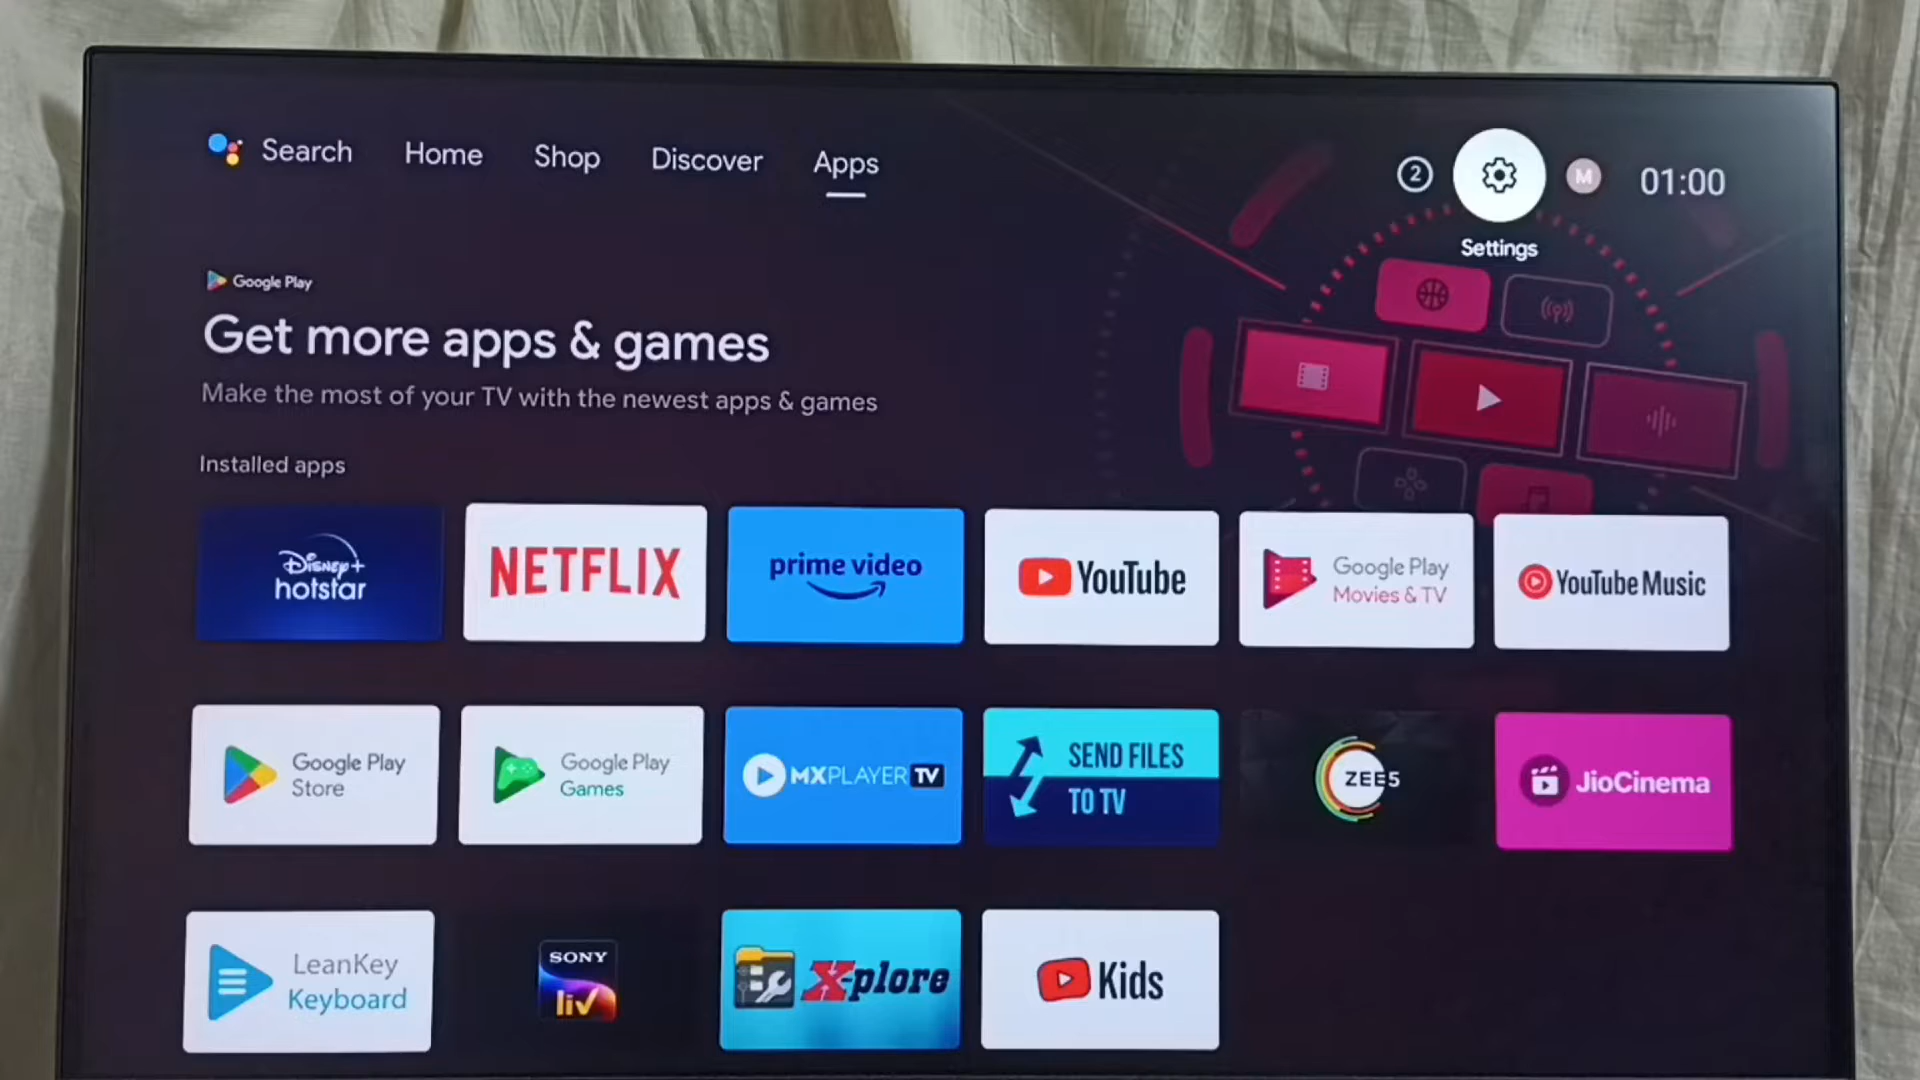 Search Home Shop Discover Apps
2 M 01:00
Settings
Google Play
Get more apps & games
Make the most of your TV with the newest apps & games
Installed apps
Disney+
hotstar
NETFLIX
prime video
YouTube
Google Play
Movies & TV
YouTube Music
Google Play
Store
Google Play
Games
MXPLAYER TV
SEND FILES
TO TV
ZEE5
JioCinema
LeanKey
Keyboard
SONY
liv
X-plore
Kids